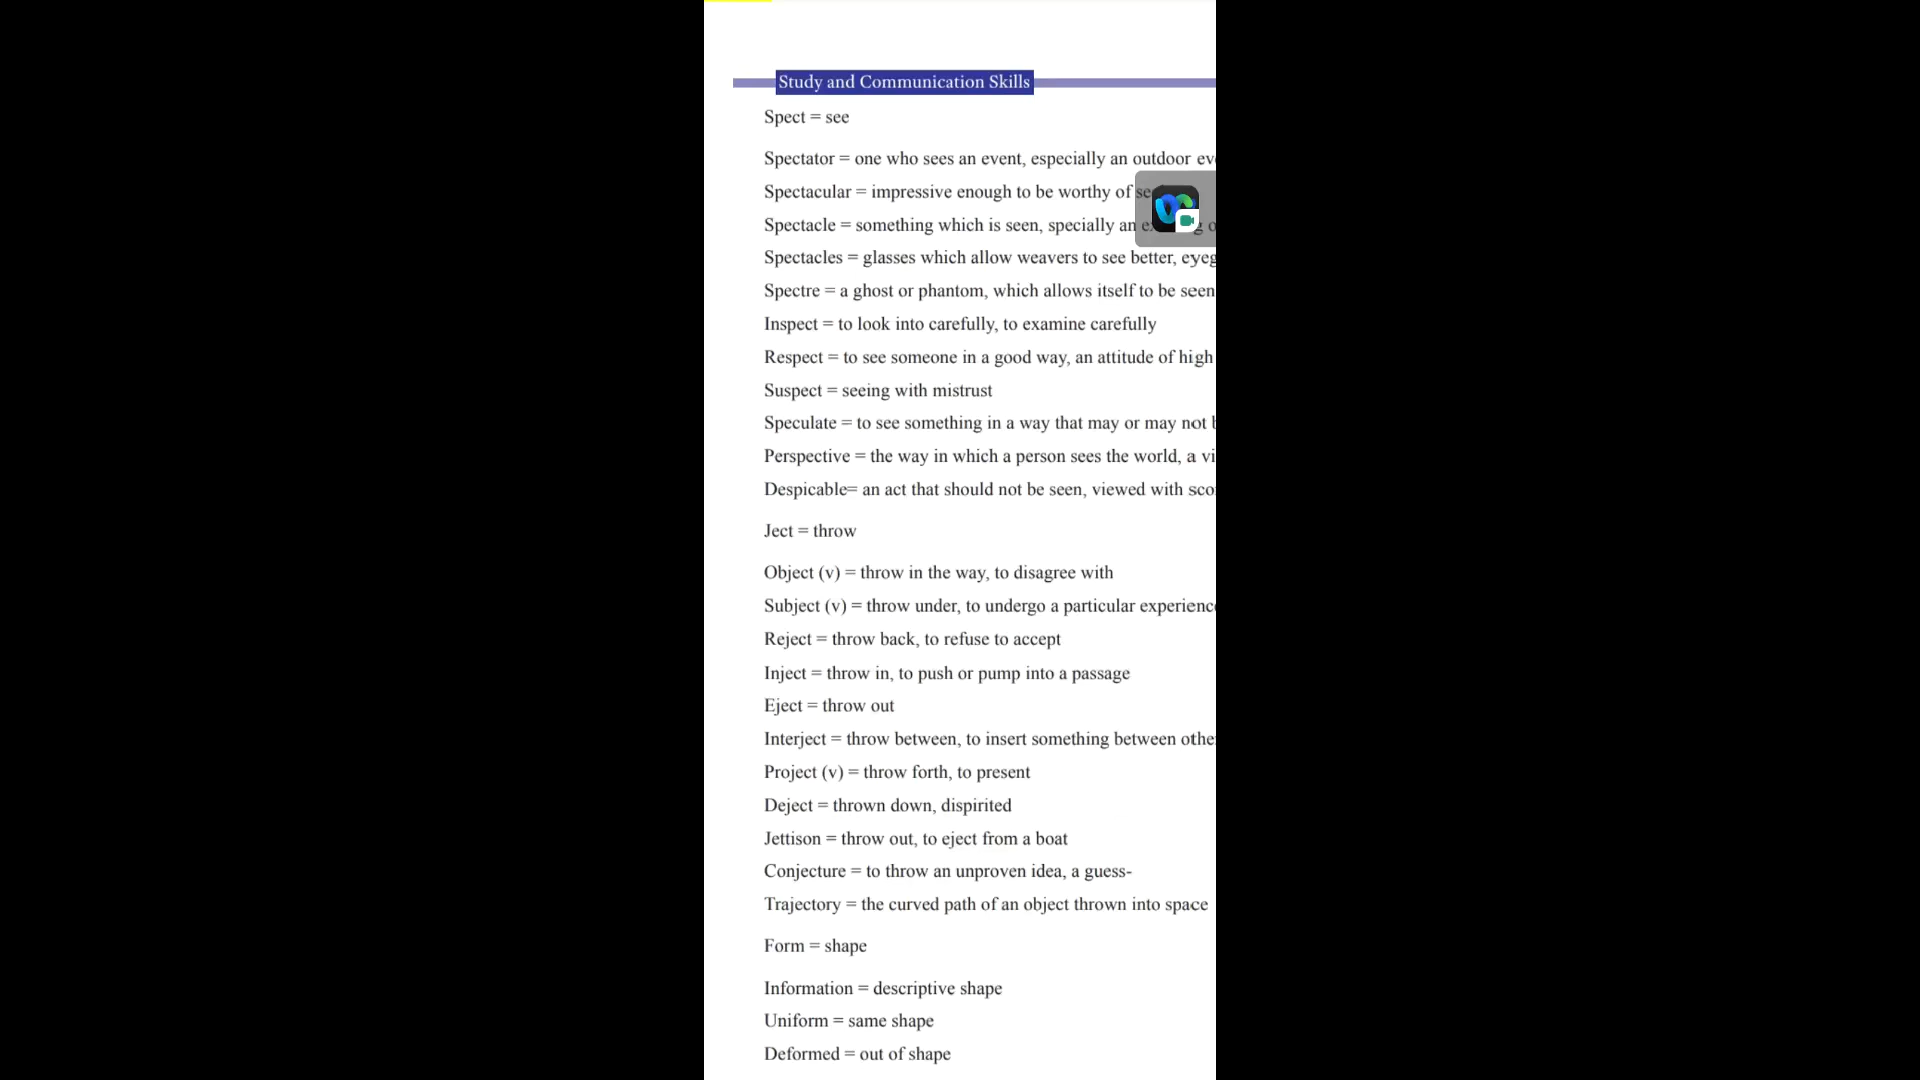 Study and Communication Skills
Spect = see
Spectator = one who sees an event, especially an outdoor
Spectacular = impressive enough to be worthy of
Spectacle = something which is seen, specially an
Spectacles = glasses which allow weavers to see better,
Spectre = a ghost or phantom, which allows itself to be seen
Inspect = to look into carefully, to examine carefully
Respect = to see someone in a good way, an attitude of high
Suspect = seeing with mistrust
Speculate = to see something in a way that may or may not
Perspective = the way in which a person sees the world, a
Despicable= an act that should not be seen, viewed with
Ject = throw
Object (v) = throw in the way, to disagree with
Subject (v) = throw under, to undergo a particular
Reject = throw back, to refuse to accept
Inject = throw in, to push or pump into a passage
Eject = throw out
Interject = throw between, to insert something between
Project (v) = throw forth, to present
Deject = thrown down, dispirited
Jettison = throw out, to eject from a boat
Conjecture = to throw an unproven idea, a guess-
Trajectory = the curved path of an object thrown into space
Form = shape
Information = descriptive shape
Uniform = same shape
Deformed = out of shape